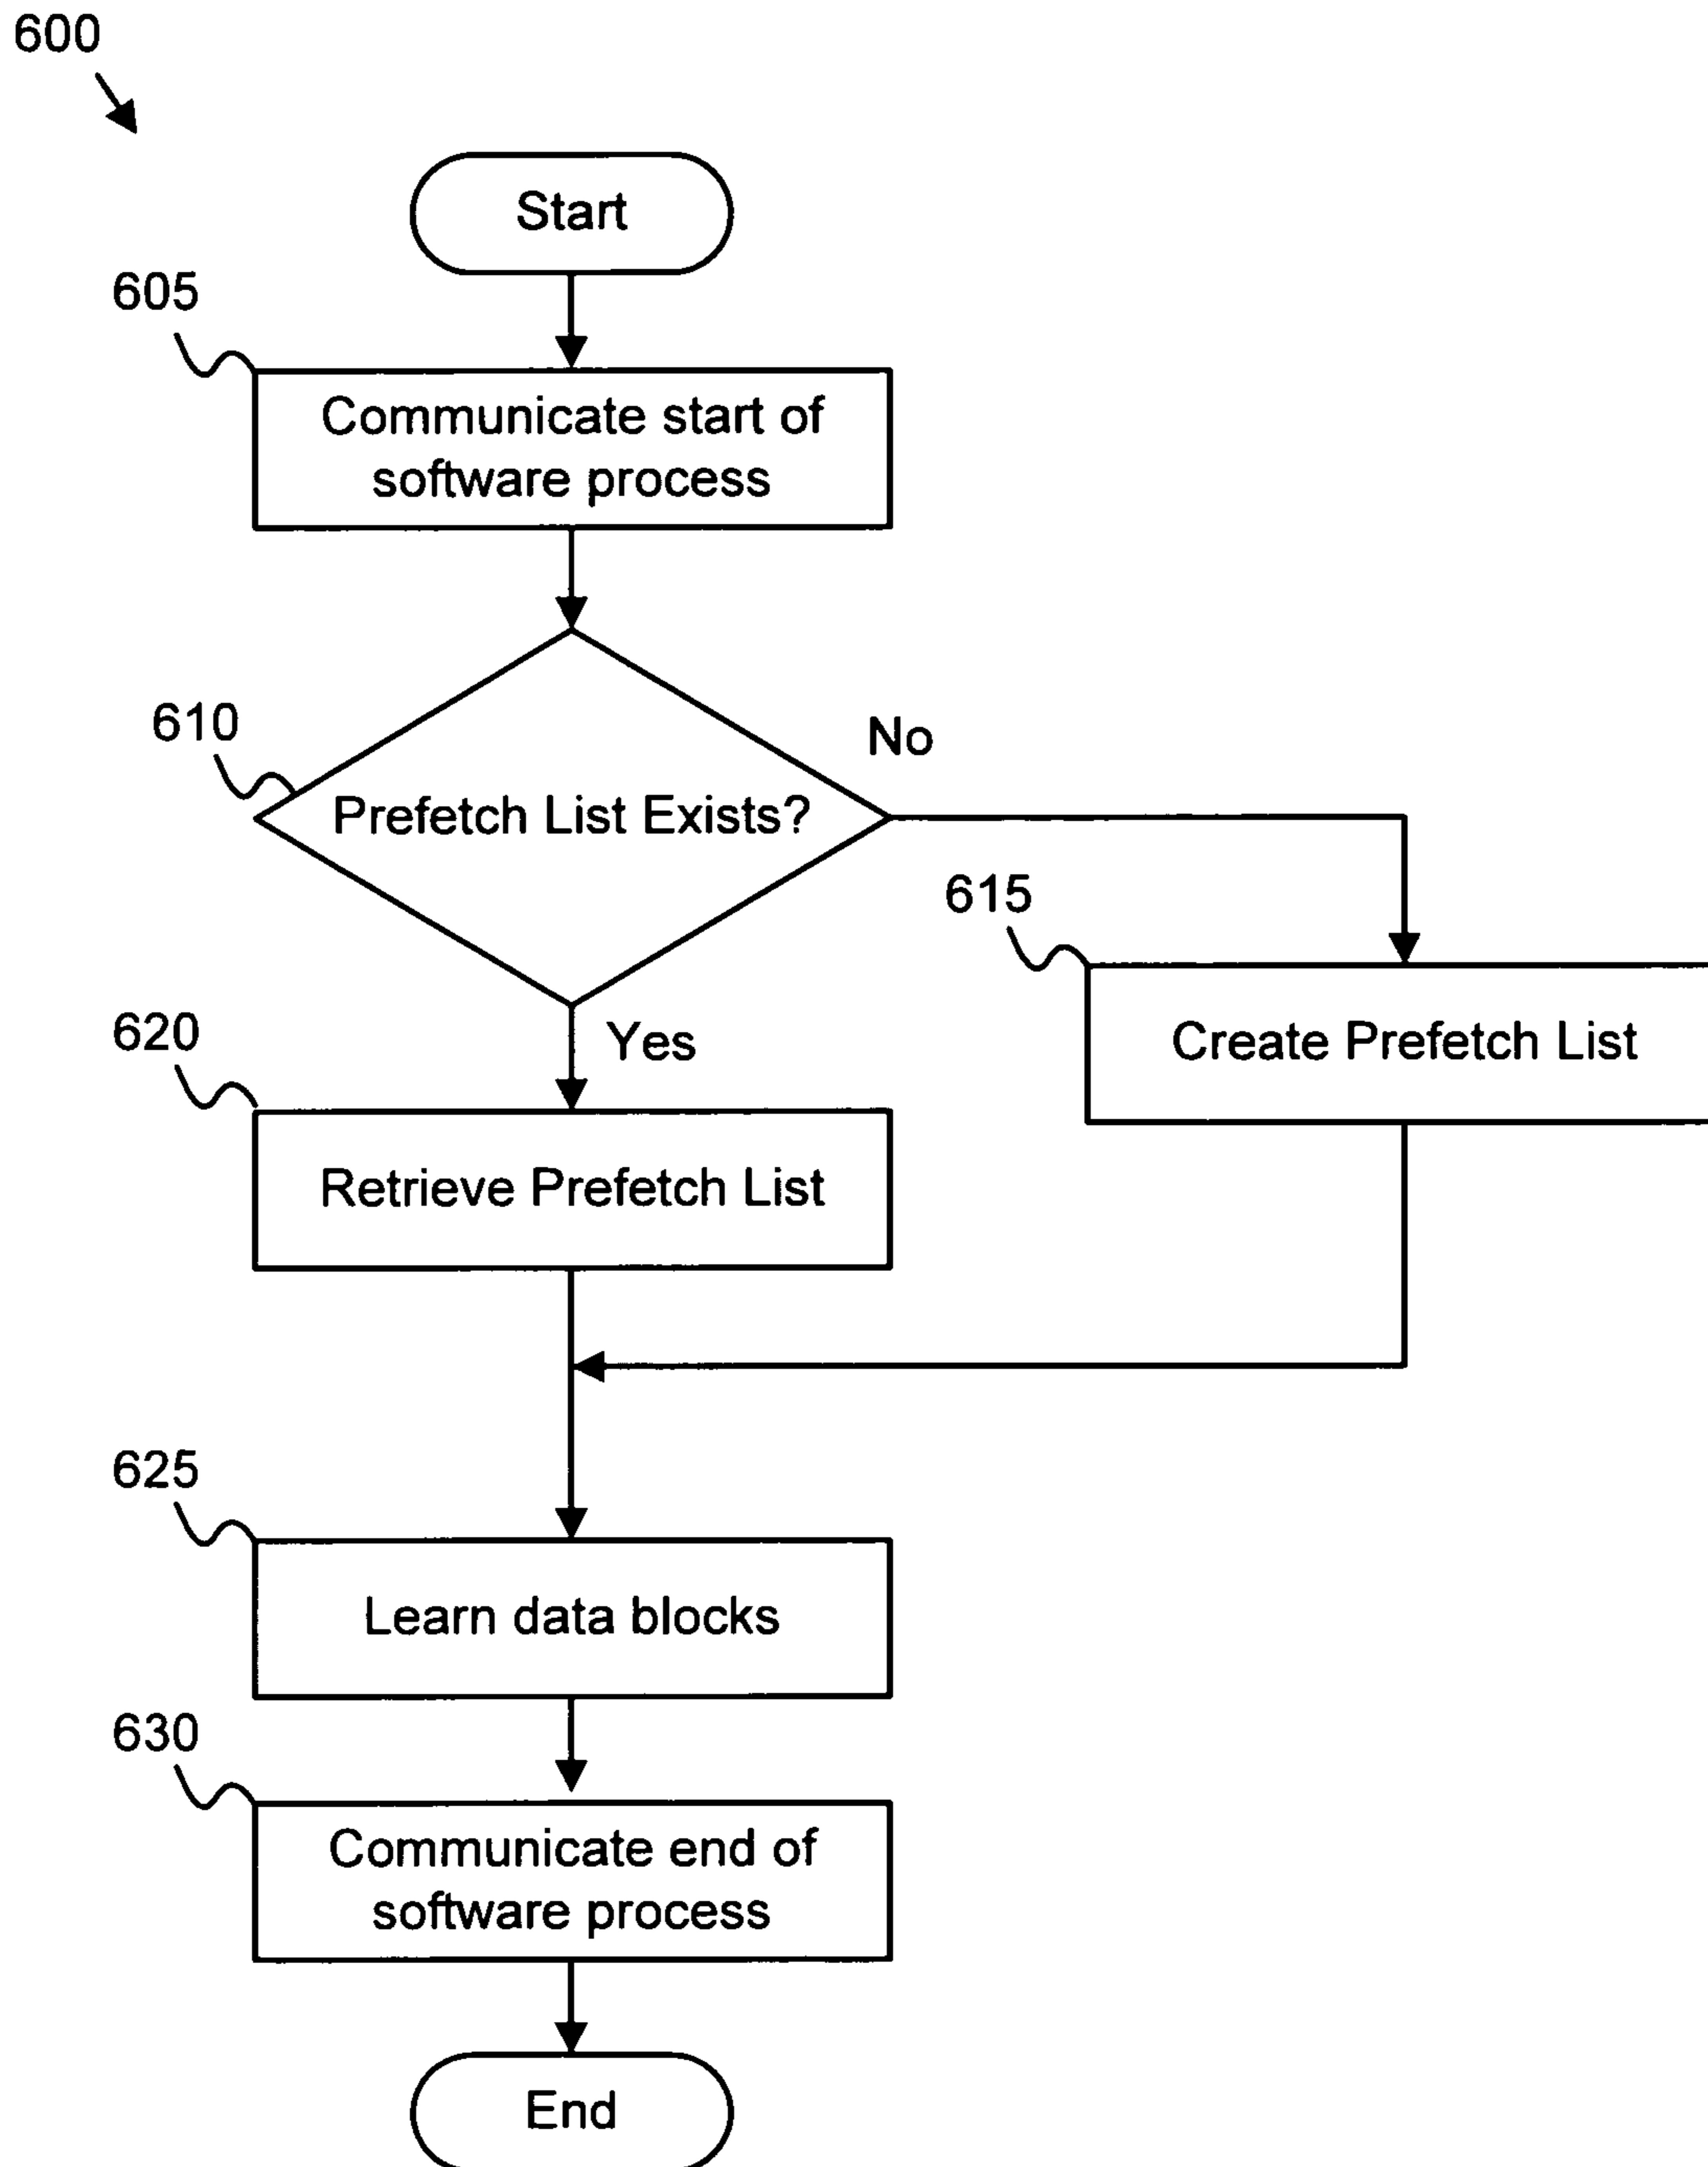 600
Start
605
Communicate start of
software process
610
Prefetch List Exists?
No
615
Create Prefetch List
620
Yes
Retrieve Prefetch List
625
Learn data blocks
630
Communicate end of
software process
End